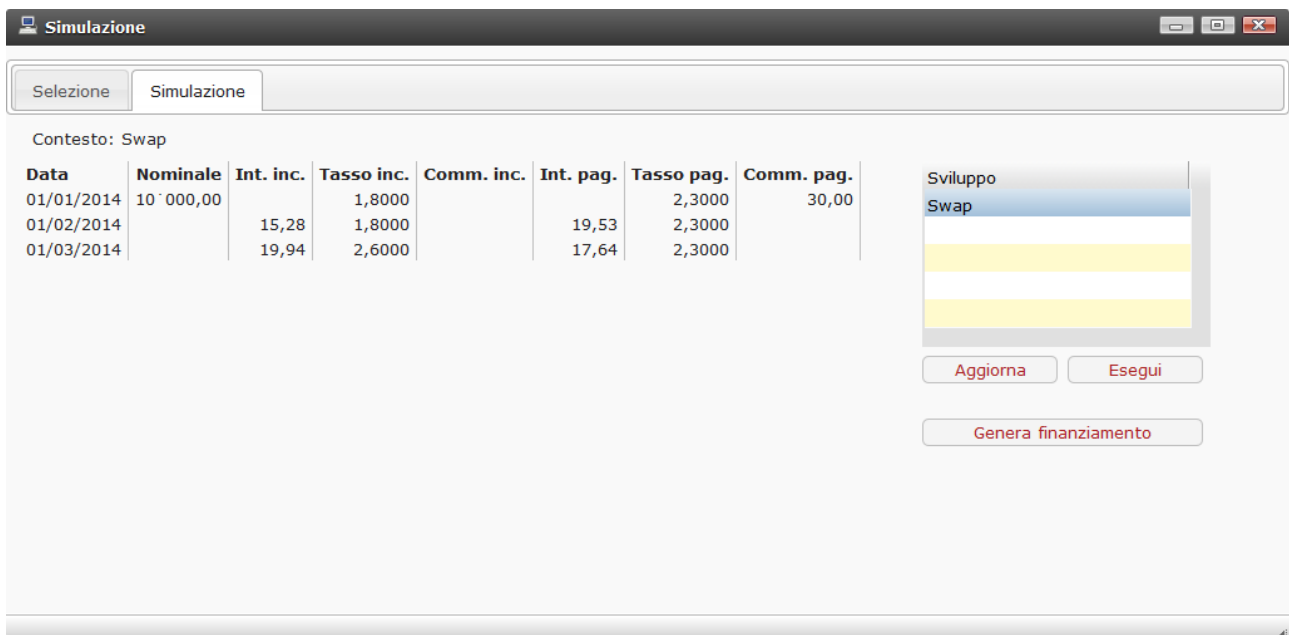 Simulazione
Selezione Simulazione
Contesto: Swap
Data Nominale Int. inc. Tasso inc. Comm. inc. Int. pag. Tasso pag. Comm. pag.
01/01/2014 10˙000,00 1,8000 2,3000 30,00
01/02/2014 15,28 1,8000 19,53 2,3000
01/03/2014 19,94 2,6000 17,64 2,3000
Sviluppo
Swap
Aggiorna Esegui
Genera finanziamento